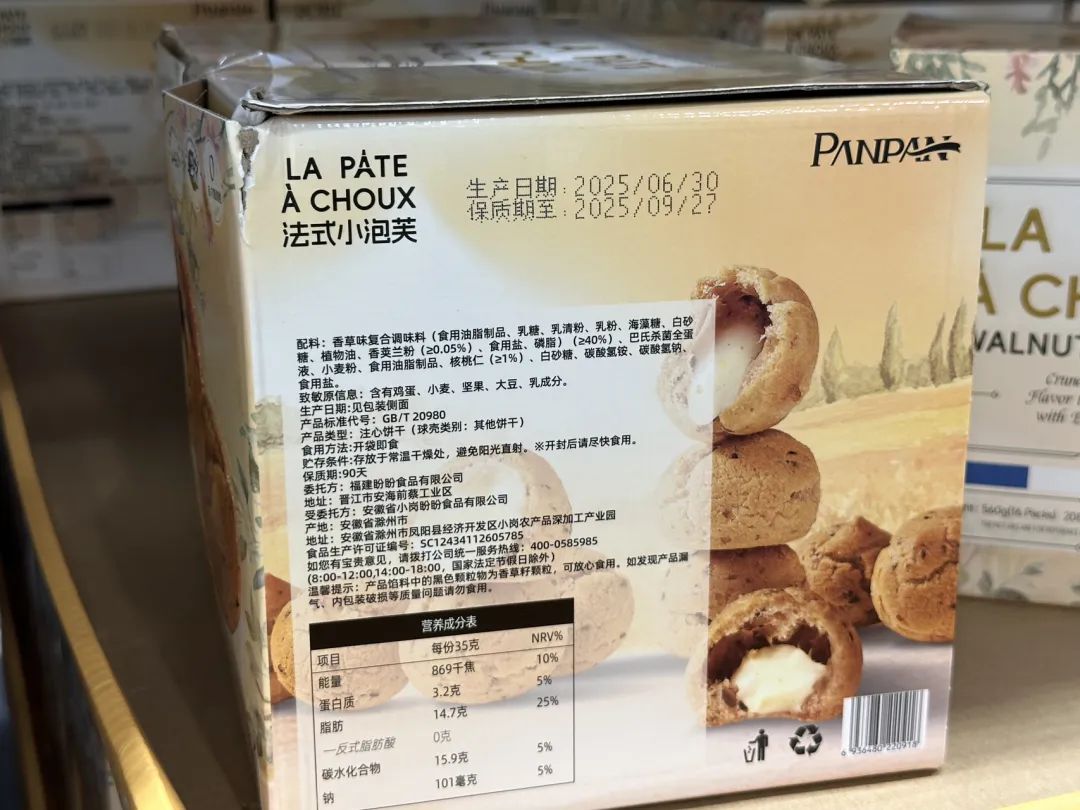 PANPAN
LA PÂTE
À CHOUX
法式小泡芙
生产日期:2025/06/30
保质期至:2025/09/27
配料：香草味复合调味料（食用油脂制品、乳糖、乳清粉、乳粉、海藻糖、白砂
糖、植物油、香荚兰粉（≥0.05%）、食用盐、磷脂）（≥40%）、巴氏杀菌全蛋
液、小麦粉、食用油脂制品、核桃仁（≥1%）、白砂糖、碳酸氢铵、碳酸氢钠、
食用盐。
致敏原信息：含有鸡蛋、小麦、坚果、大豆、乳成分。
生产日期:见包装侧面
产品标准代号：GB/T 20980
产品类型：注心饼干（球壳类别：其他饼干）
食用方法:开袋即食
贮存条件:存放于常温干燥处，避免阳光直射。※开封后请尽快食用。
保质期:90天
委托方：福建盼盼食品有限公司
地址：晋江市安海前蔡工业区
受委托方：安徽省小岗盼盼食品有限公司
产地：安徽省滁州市
地址：安徽省滁州市凤阳县经济开发区小岗农产品深加工产业园
食品生产许可证编号：SC12434112605785
如您有宝贵意见，请拨打公司统一服务热线：400-0585985
(8:00-12:00,14:00-18:00，国家法定节假日除外）
温馨提示：产品馅料中的黑色颗粒物为香草籽颗粒，可放心食用。如发现产品漏
气、内包装破损等质量问题请勿食用。
营养成分表
项目 每份35克 NRV%
能量 869千焦 10%
蛋白质 3.2克 5%
脂肪 14.7克 25%
—反式脂肪酸 0克
碳水化合物 15.9克 5%
钠 101毫克 5%
6 936480 220918
LA
À CH
WALNUT
Crunc
Flavor
with
560g(16 Packs)